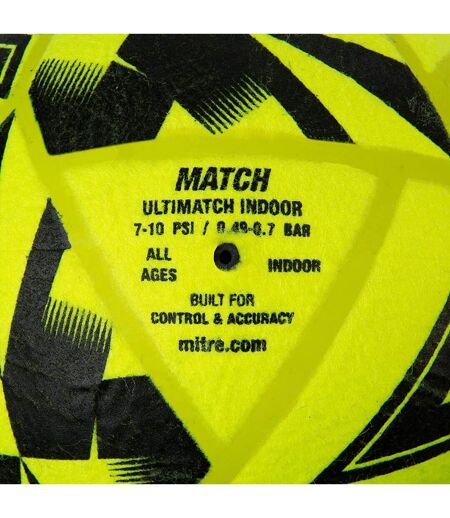 MATCH
ULTIMATCH INDOOR
7-10 PSI / 0.49-0.7 BAR
ALL
AGES
INDOOR
BUILT FOR
CONTROL & ACCURACY
mitre.com